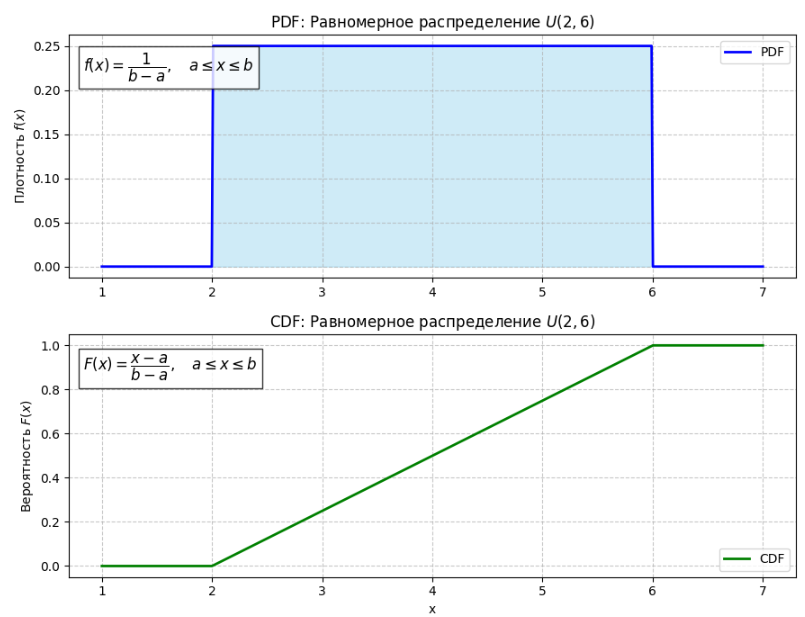 PDF: Равномерное распределение U(2, 6)
0.25
0.20
0.15
0.10
0.05
0.00
Плотность f(x)
f(x) = 1/(b − a), a ≤ x ≤ b
PDF
1 2 3 4 5 6 7
CDF: Равномерное распределение U(2, 6)
1.0
0.8
0.6
0.4
0.2
0.0
Вероятность F(x)
F(x) = (x − a)/(b − a), a ≤ x ≤ b
CDF
1 2 3 4 5 6 7
x